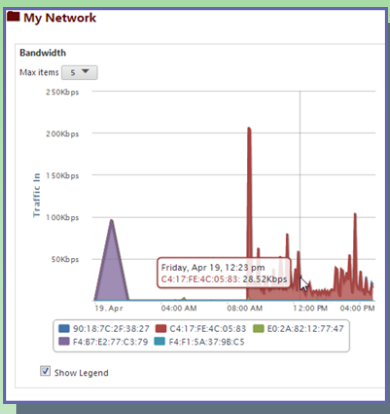 My Network
Bandwidth
Max items 5
250Kbps
200Kbps
150Kbps
100Kbps
50Kbps
Traffic In
Friday, Apr 19, 12:23 pm
C4:17:FE:4C:05:83: 28.52Kbps
19. Apr 04:00 AM 08:00 AM 12:00 PM 04:00 PM
90:18:7C:2F:38:27 C4:17:FE:4C:05:83 E0:2A:82:12:77:47
F4:B7:E2:77:C3:79 F4:F1:5A:37:9B:C5
Show Legend